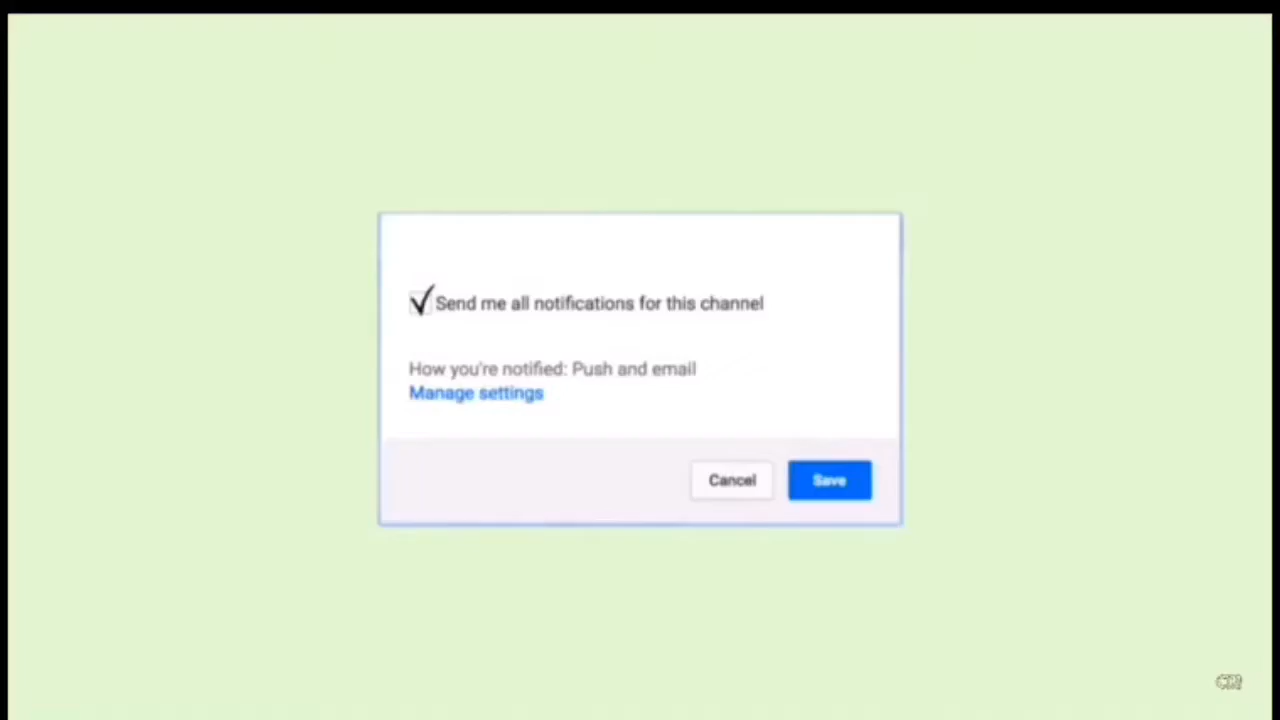 Send me all notifications for this channel
How you're notified: Push and email
Manage settings
Cancel
Save